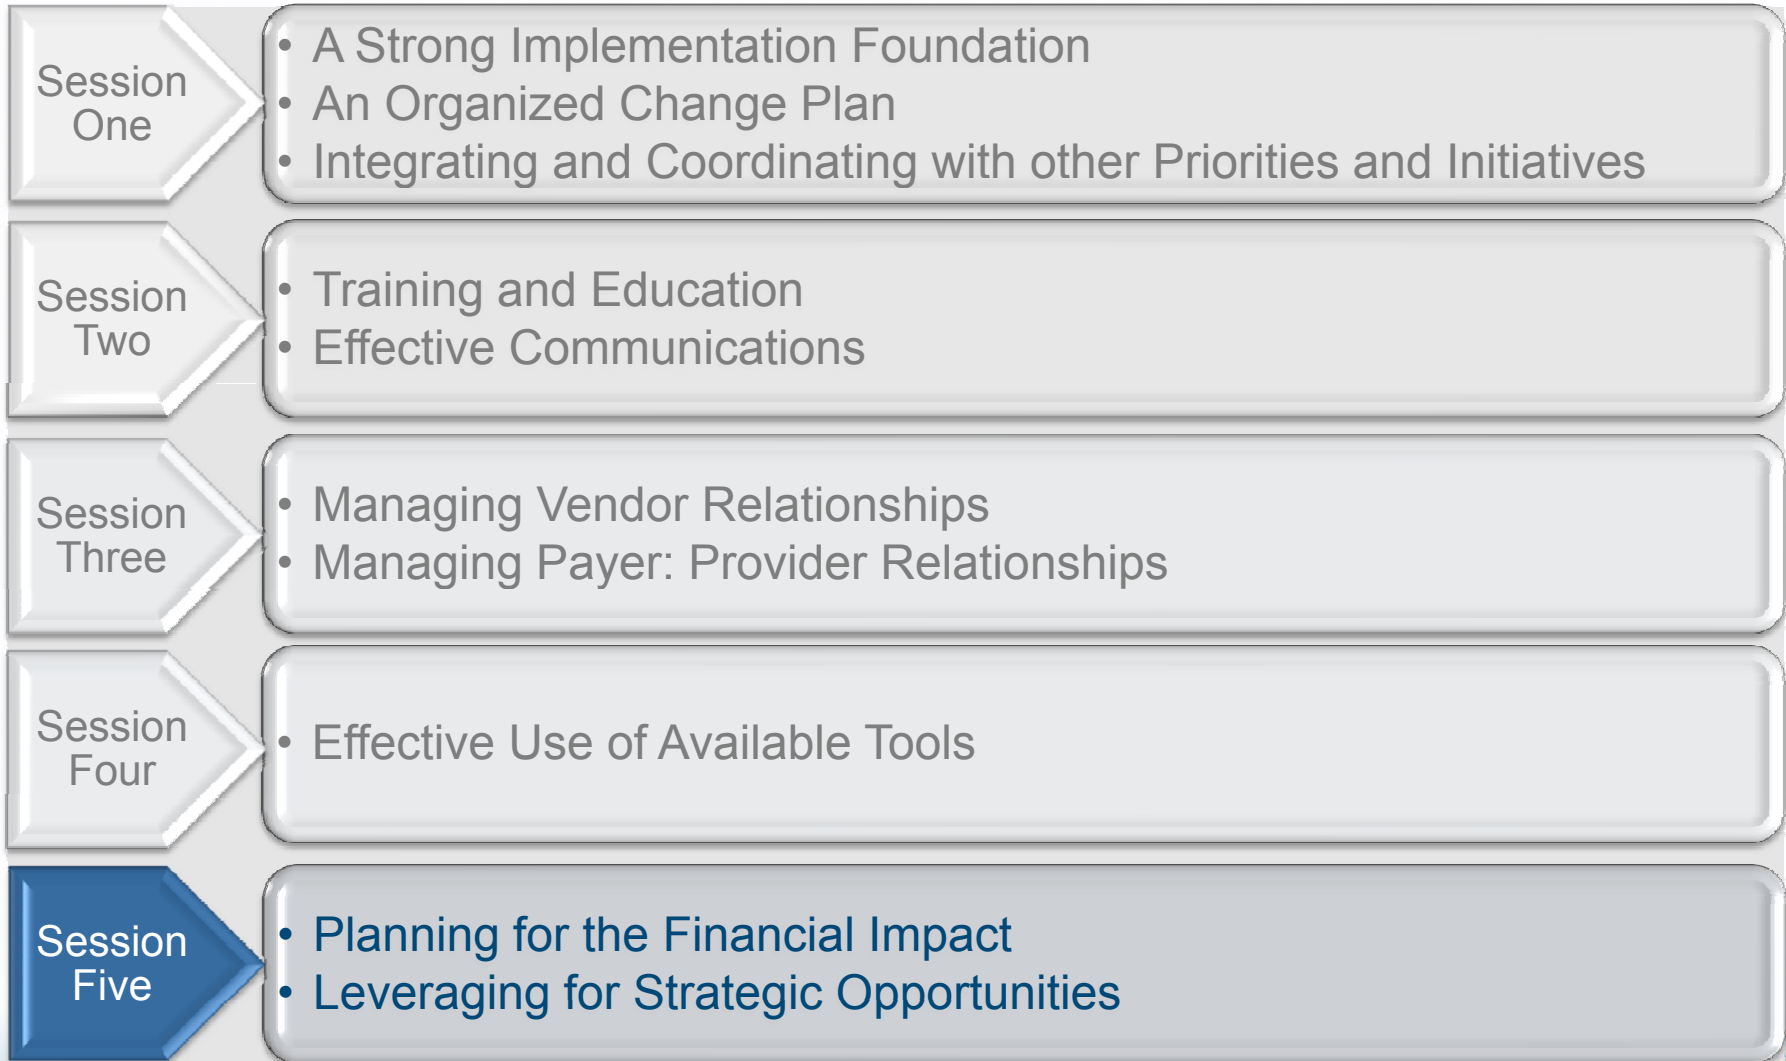 Session
One
• A Strong Implementation Foundation
• An Organized Change Plan
• Integrating and Coordinating with other Priorities and Initiatives
Session
Two
• Training and Education
• Effective Communications
Session
Three
• Managing Vendor Relationships
• Managing Payer: Provider Relationships
Session
Four
• Effective Use of Available Tools
Session
Five
• Planning for the Financial Impact
• Leveraging for Strategic Opportunities